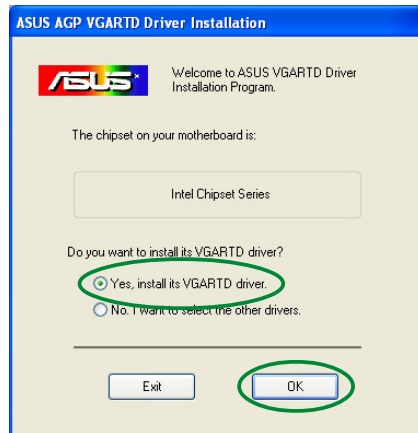 ASUS AGP VGARTD Driver Installation
ASUS
Welcome to ASUS VGARTD Driver
Installation Program.
The chipset on your motherboard is:
Intel Chipset Series
Do you want to install its VGARTD driver?
Yes, install its VGARTD driver.
No. I want to select the other drivers.
Exit
OK